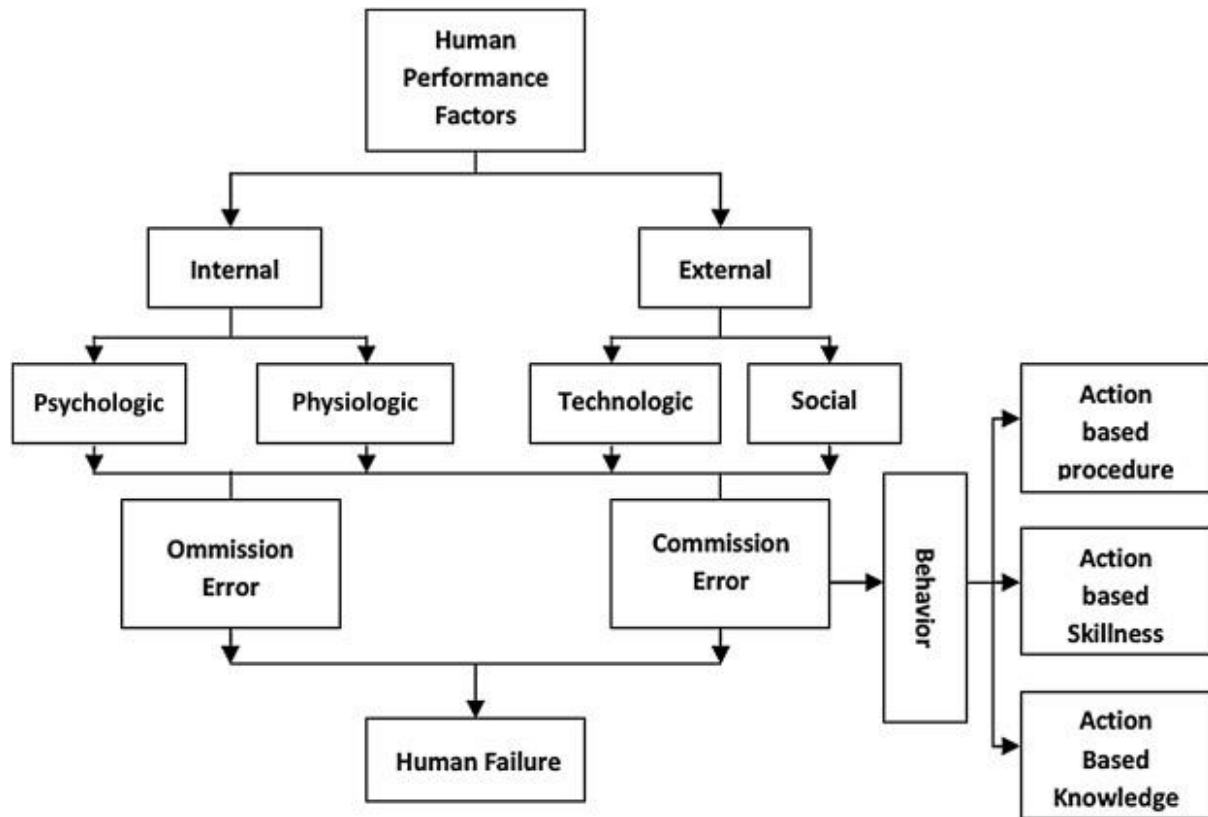 Human
Performance
Factors
Internal
External
Psychologic
Physiologic
Technologic
Social
Ommission
Error
Commission
Error
Behavior
Action
based
procedure
Action
based
Skillness
Action
Based
Knowledge
Human Failure